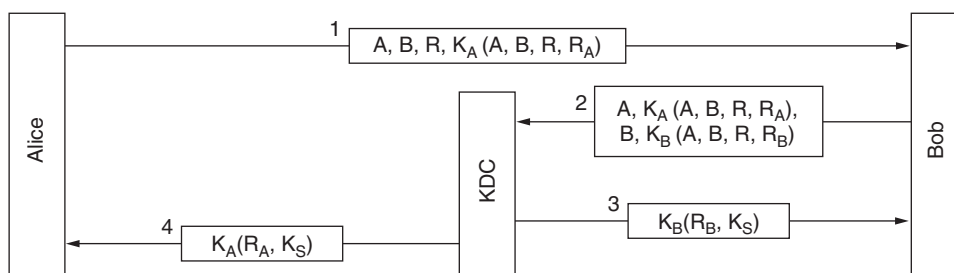 1
A, B, R, K_A (A, B, R, R_A)
Alice
KDC
Bob
2
A, K_A (A, B, R, R_A),
B, K_B (A, B, R, R_B)
3
K_B(R_B, K_S)
4
K_A(R_A, K_S)